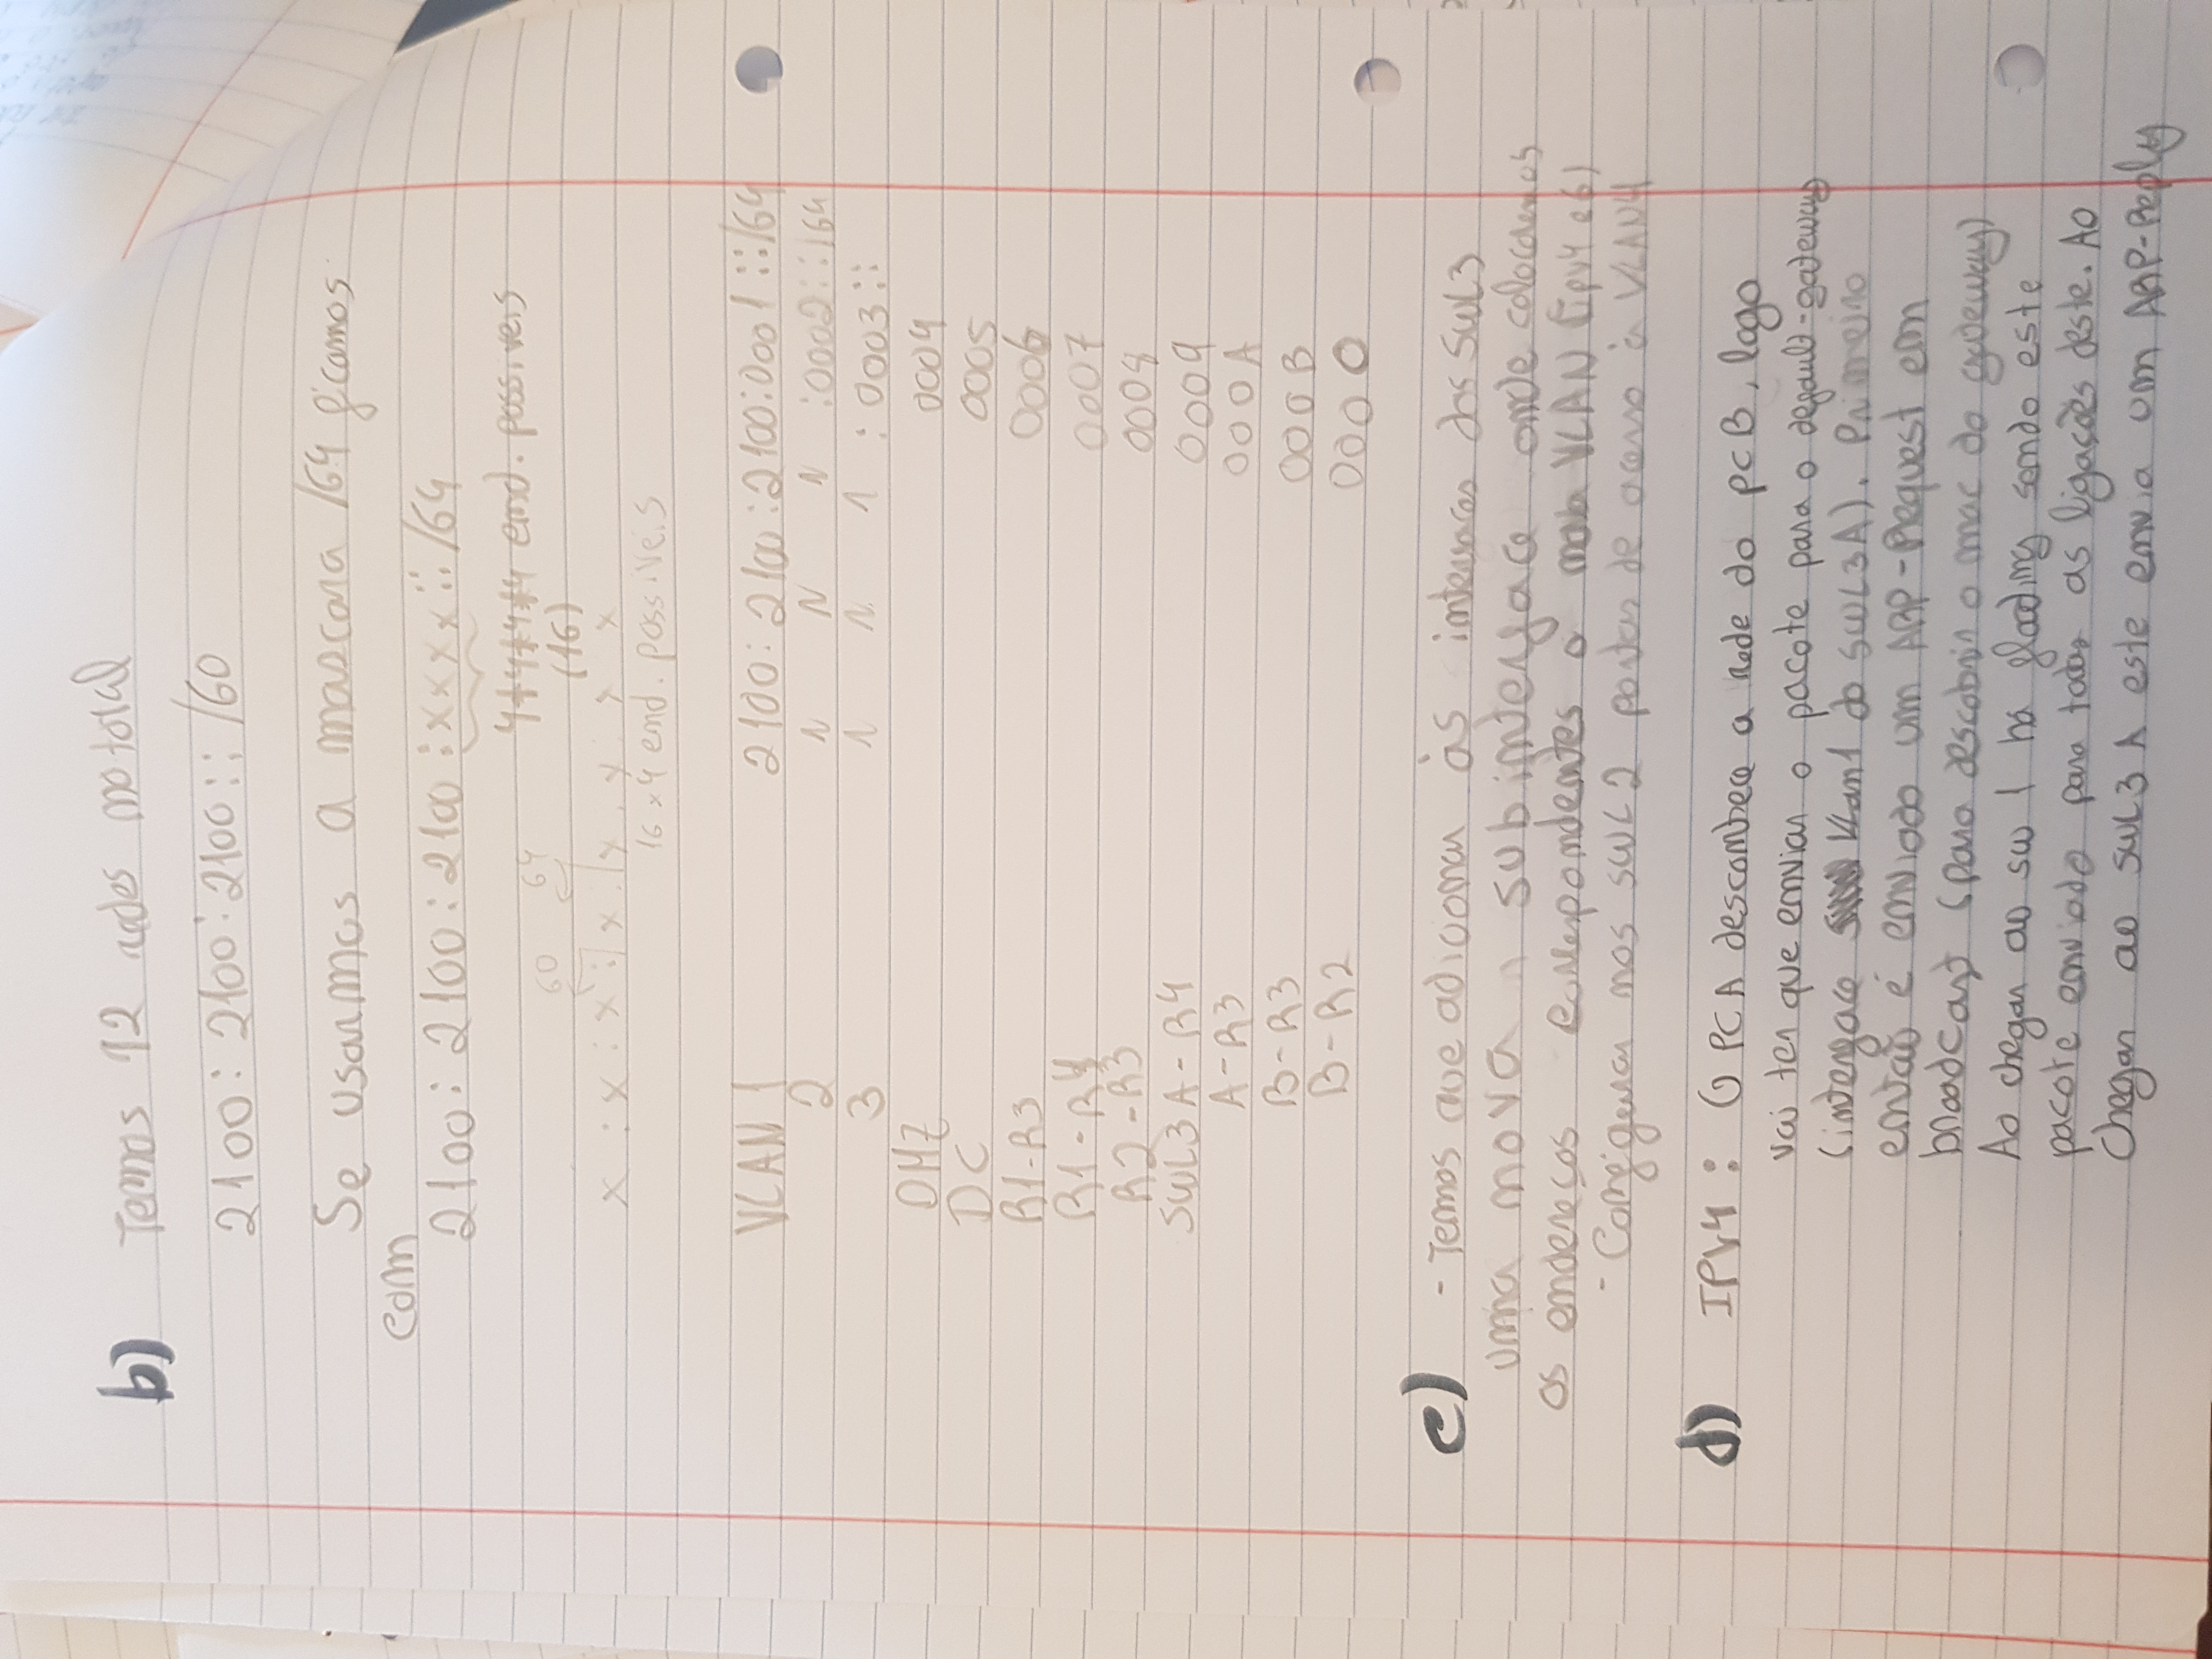 b) Temos 12 redes no total
2100:2100:2100:: /60
Se usarmos a mascara /64 ficamos
com
2100:2100:2100:xxxx::/64
4*4*4*4 end. possiveis
60 64 (16)
x : x : x : x : x . x . x x
16x4 end. possiveis
VLAN 1 2100:2100:2100:0001::/64
2 " " " :0002::/64
3 " " " :0003::
DMZ 0004
DC 0005
R1-R3 0006
R1-R4 0007
R2-R3 0008
SWL3 A-R4 0009
A-R3 000A
B-R3 000B
B-R2 0000
c) - Temos que adicionar às interfaces dos SWL3
uma nova subinterface onde colocaremos
os endereços correspondentes à nova VLAN (ipv4 e 6)
- Configurar nos SWL2 portas de acesso à VLAN4
d) IPv4: O PCA desconhece a rede do pcB, logo
vai ter que enviar o pacote para o default-gateway
(interface Vlan1 do SWL3A). Primeiro
então é enviado um ARP-Request em
broadcast (para descobrir o mac do gateway)
Ao chegar ao sw 1 há flooding sendo este
pacote enviado para todas as ligações deste. Ao
chegar ao SWL3 A este envia um ARP-Reply